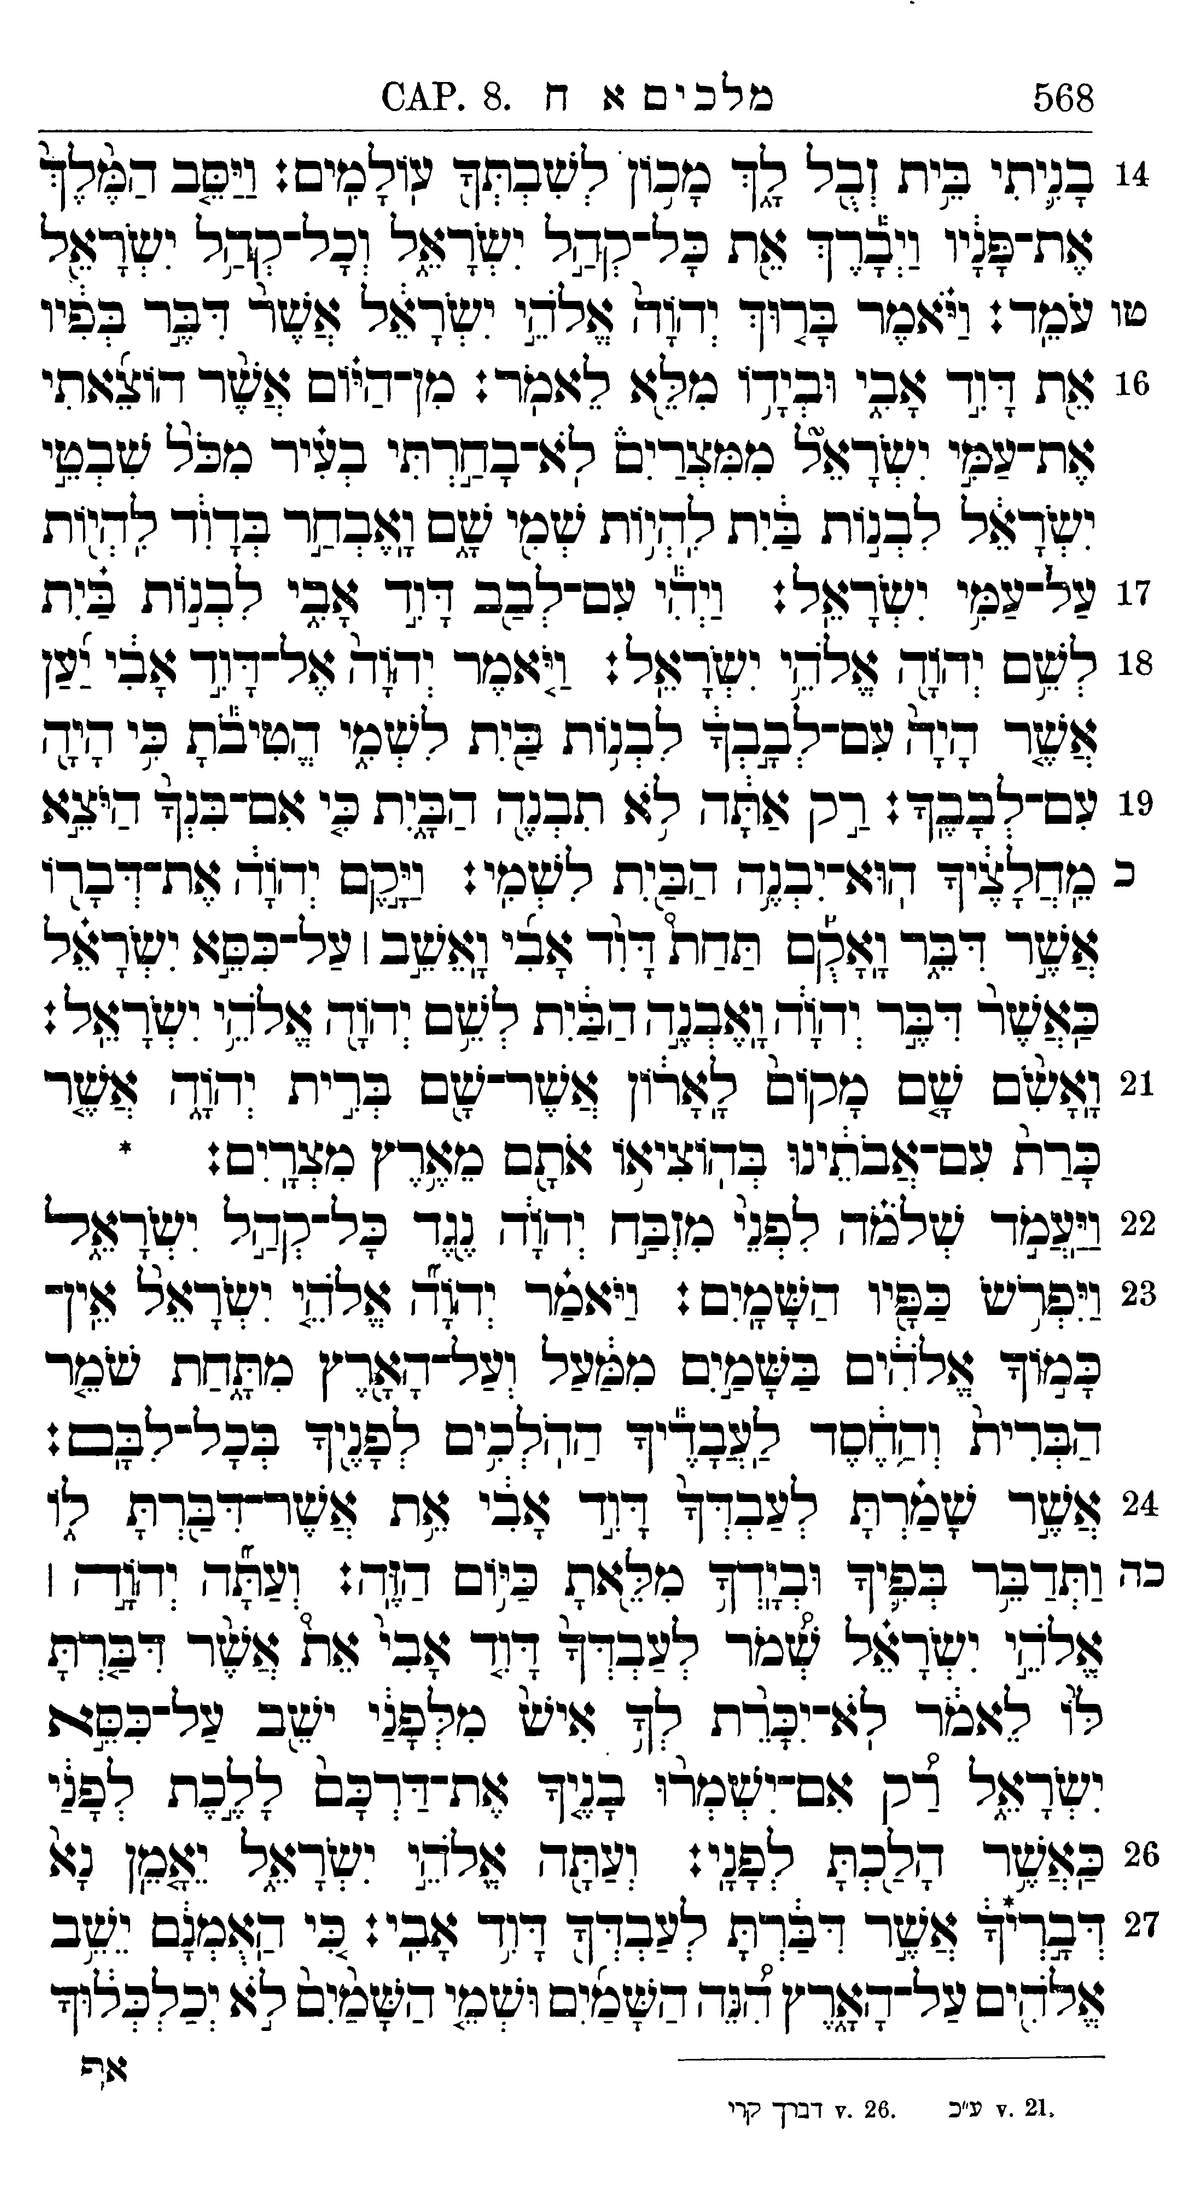 568 מלכים א ח CAP. 8.
14 בָנִ֥יתִי בֵּ֥ית זְבֻ֖ל לָ֑ךְ מָכ֥וֹן לְשִׁבְתְּךָ֖ עוֹלָמִֽים׃ וַיַּסֵּ֤ב הַמֶּ֙לֶךְ֙
אֶת־פָּנָ֔יו וַיְבָ֕רֶךְ אֵ֖ת כָּל־קְהַ֣ל יִשְׂרָאֵ֑ל וְכָל־קְהַ֥ל יִשְׂרָאֵ֖ל
טו עֹמֵֽד׃ וַיֹּ֗אמֶר בָּר֤וּךְ יְהוָֹה֙ אֱלֹהֵ֣י יִשְׂרָאֵ֔ל אֲשֶׁר֙ דִּבֶּ֣ר בְּפִ֔יו
16 אֵ֖ת דָּוִ֣ד אָבִ֑י וּבְיָד֥וֹ מִלֵּ֖א לֵאמֹֽר׃ מִן־הַיּ֗וֹם אֲשֶׁ֨ר הוֹצֵ֜אתִי
אֶת־עַמִּ֣י יִשְׂרָאֵל֮ מִמִּצְרַיִם֒ לֹֽא־בָחַ֣רְתִּי בְעִ֗יר מִכֹּל֙ שִׁבְטֵ֣י
יִשְׂרָאֵ֔ל לִבְנ֣וֹת בַּ֔יִת לִהְי֥וֹת שְׁמִ֖י שָׁ֑ם וָאֶבְחַ֣ר בְּדָוִ֔ד לִֽהְי֖וֹת
17 עַל־עַמִּ֥י יִשְׂרָאֵֽל׃ וַיְהִ֕י עִם־לְבַ֖ב דָּוִ֣ד אָבִ֑י לִבְנ֣וֹת בַּ֔יִת
18 לְשֵׁ֥ם יְהוָֹ֖ה אֱלֹהֵ֥י יִשְׂרָאֵֽל׃ וַיֹּ֤אמֶר יְהוָֹה֙ אֶל־דָּוִ֣ד אָבִ֔י יַ֗עַן
אֲשֶׁ֤ר הָיָה֙ עִם־לְבָ֣בְךָ֔ לִבְנ֥וֹת בַּ֖יִת לִשְׁמִ֑י הֱטִיבֹ֕תָ כִּ֥י הָיָ֖ה
19 עִם־לְבָבֶֽךָ׃ רַ֣ק אַתָּ֔ה לֹ֥א תִבְנֶ֖ה הַבָּ֑יִת כִּ֤י אִם־בִּנְךָ֙ הַיֹּצֵ֣א
כ מֵֽחֲלָצֶ֔יךָ הֽוּא־יִבְנֶ֥ה הַבַּ֖יִת לִשְׁמִֽי׃ וַיָּ֣קֶם יְהוָֹ֔ה אֶת־דְּבָר֖וֹ
אֲשֶׁ֣ר דִּבֵּ֑ר וָֽאָקֻ֡ם תַּחַת֩ דָּוִ֨ד אָבִ֜י וָֽאֵשֵׁ֣ב ׀ עַל־כִּסֵּ֣א יִשְׂרָאֵ֗ל
כַּֽאֲשֶׁר֙ דִּבֶּ֣ר יְהוָֹ֔ה וָֽאֶבְנֶ֣ה הַבַּ֔יִת לְשֵׁ֥ם יְהוָֹ֖ה אֱלֹהֵ֥י יִשְׂרָאֵֽל׃
21 וָֽאָשִׂ֨ם שָׁ֤ם מָקוֹם֙ לָֽאָר֔וֹן אֲשֶׁר־שָׁ֖ם בְּרִ֣ית יְהוָֹ֑ה אֲשֶׁ֤ר
כָּרַת֙ עִם־אֲבֹתֵ֔ינוּ בְּהֽוֹצִיא֥וֹ אֹתָ֖ם מֵאֶ֥רֶץ מִצְרָֽיִם׃ *
22 וַיַּֽעֲמֹ֣ד שְׁלֹמֹ֗ה לִפְנֵי֙ מִזְבַּ֣ח יְהוָֹ֔ה נֶ֖גֶד כָּל־קְהַ֣ל יִשְׂרָאֵ֑ל
23 וַיִּפְרֹ֥שׂ כַּפָּ֖יו הַשָּׁמָֽיִם׃ וַיֹּאמַ֗ר יְהוָֹ֞ה אֱלֹהֵ֤י יִשְׂרָאֵל֙ אֵֽין־
כָּמ֣וֹךָ אֱלֹהִ֔ים בַּשָּׁמַ֣יִם מִמַּ֔עַל וְעַל־הָאָ֖רֶץ מִתָּ֑חַת שֹׁמֵ֤ר
הַבְּרִית֙ וְֽהַחֶ֔סֶד לַֽעֲבָדֶ֕יךָ הַהֹֽלְכִ֥ים לְפָנֶ֖יךָ בְּכָל־לִבָּֽם׃
24 אֲשֶׁ֣ר שָׁמַ֗רְתָּ לְעַבְדְּךָ֙ דָּוִ֣ד אָבִ֔י אֵ֥ת אֲשֶׁר־דִּבַּ֖רְתָּ ל֑וֹ
כה וַתְּדַבֵּ֥ר בְּפִ֛יךָ וּבְיָֽדְךָ֥ מִלֵּ֖אתָ כַּיּ֥וֹם הַזֶּֽה׃ וְעַתָּ֞ה יְהוָֹ֣ה ׀
אֱלֹהֵ֣י יִשְׂרָאֵ֗ל שְׁ֠מֹר לְעַבְדְּךָ֨ דָוִ֤ד אָבִי֙ אֵת֩ אֲשֶׁ֨ר דִּבַּ֤רְתָּ
לּוֹ֙ לֵאמֹ֔ר לֹֽא־יִכָּרֵ֨ת לְךָ֥ אִישׁ֙ מִלְּפָנַ֔י יֹשֵׁ֖ב עַל־כִּסֵּ֣א
יִשְׂרָאֵ֑ל רַ֠ק אִם־יִשְׁמְר֨וּ בָנֶ֤יךָ אֶת־דַּרְכָּם֙ לָלֶ֣כֶת לְפָנַ֔י
26 כַּֽאֲשֶׁ֥ר הָלַ֖כְתָּ לְפָנָֽי׃ וְעַתָּ֖ה אֱלֹהֵ֣י יִשְׂרָאֵ֑ל יֵאָ֤מֶן נָא֙
27 דְּבָ֣רְיךָ֔* אֲשֶׁ֣ר דִּבַּ֔רְתָּ לְעַבְדְּךָ֖ דָּוִ֥ד אָבִֽי׃ כִּ֚י הַֽאֻמְנָ֔ם יֵשֵׁ֥ב
אֱלֹהִ֖ים עַל־הָאָ֑רֶץ הִ֠נֵּה הַשָּׁמַ֜יִם וּשְׁמֵ֤י הַשָּׁמַ֙יִם֙ לֹ֣א יְכַלְכְּל֔וּךָ
אַ֕ף
v. 21. ע״כ v. 26. דברך קרי